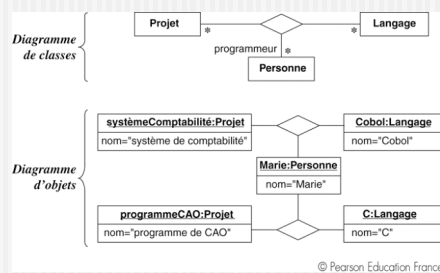 Diagramme
de classes
Projet
*
*
Langage
programmeur
*
Personne
Diagramme
d'objets
systèmeComptabilité:Projet
nom="système de comptabilité"
Cobol:Langage
nom="Cobol"
Marie:Personne
nom="Marie"
programmeCAO:Projet
nom="programme de CAO"
C:Langage
nom="C"
© Pearson Education France